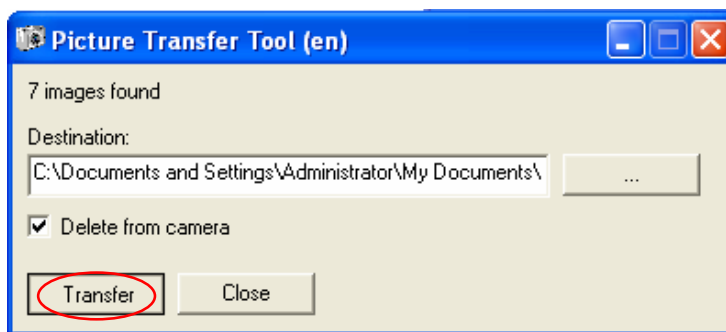 Picture Transfer Tool (en)
7 images found
Destination:
C:\Documents and Settings\Administrator\My Documents\
...
Delete from camera
Transfer
Close